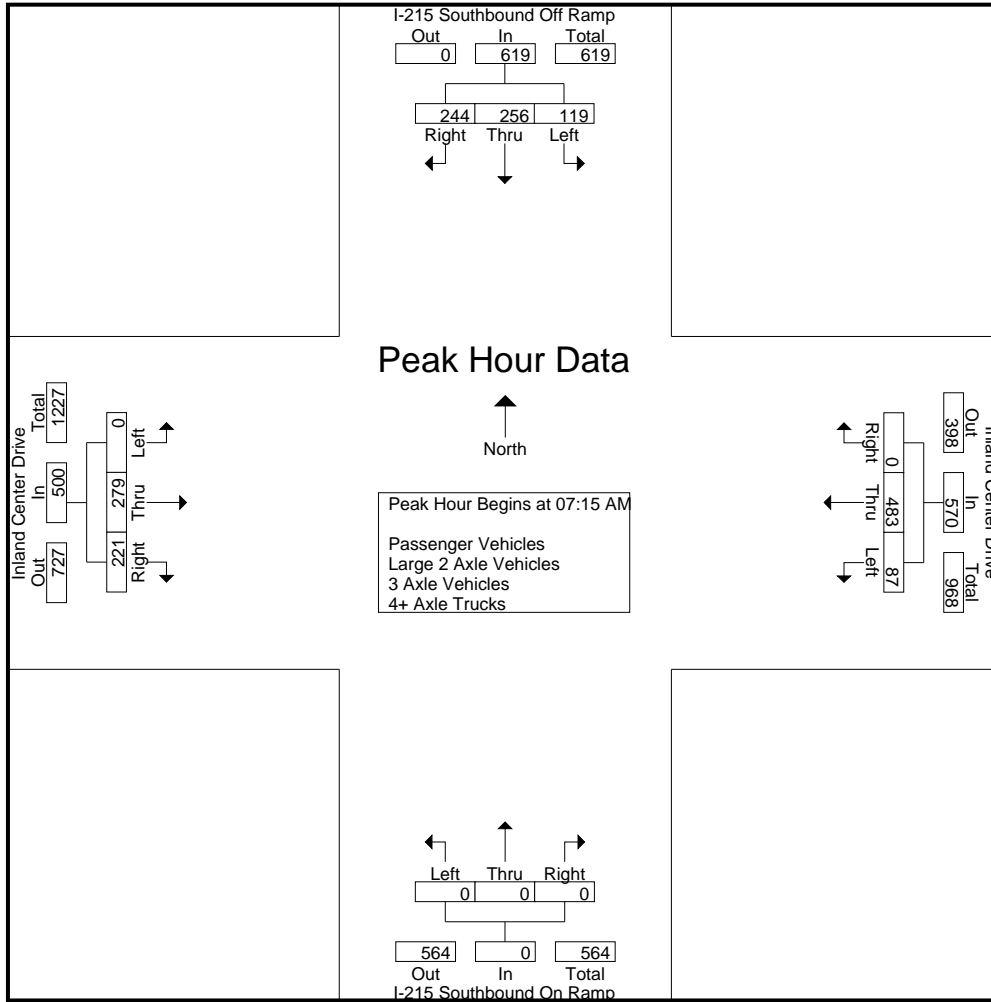 I-215 Southbound Off Ramp
Out In Total
0 619 619
244 256 119
Right Thru Left
Peak Hour Data
North
Peak Hour Begins at 07:15 AM
Passenger Vehicles
Large 2 Axle Vehicles
3 Axle Vehicles
4+ Axle Trucks
Inland Center Drive
Out In Total
727 500 1227
0 279 221
Left Thru Right
Inland Center Drive
Out In Total
398 570 968
0 483 87
Right Thru Left
Left Thru Right
0 0 0
564 0 564
Out In Total
I-215 Southbound On Ramp